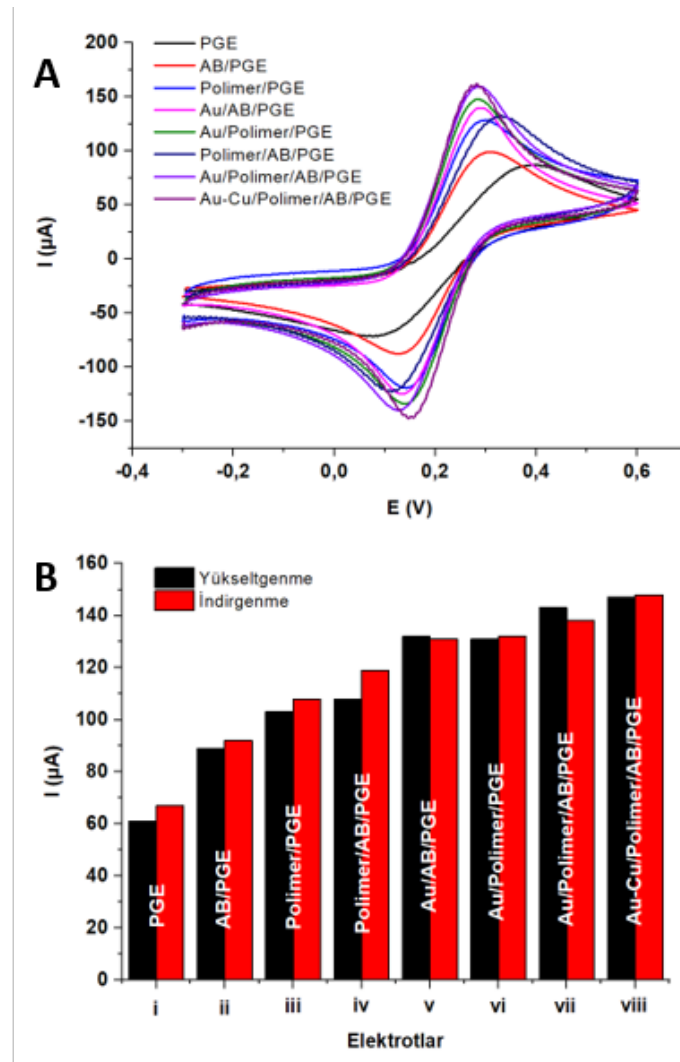 A
200
150
100
50
0
-50
-100
-150
I (µA)
PGE
AB/PGE
Polimer/PGE
Au/AB/PGE
Au/Polimer/PGE
Polimer/AB/PGE
Au/Polimer/AB/PGE
Au-Cu/Polimer/AB/PGE
-0,4 -0,2 0,0 0,2 0,4 0,6
E (V)
B
160
140
120
100
80
60
40
20
0
I (µA)
Yükseltgenme
İndirgenme
PGE
AB/PGE
Polimer/PGE
Polimer/AB/PGE
Au/AB/PGE
Au/Polimer/PGE
Au/Polimer/AB/PGE
Au-Cu/Polimer/AB/PGE
i ii iii iv v vi vii viii
Elektrotlar